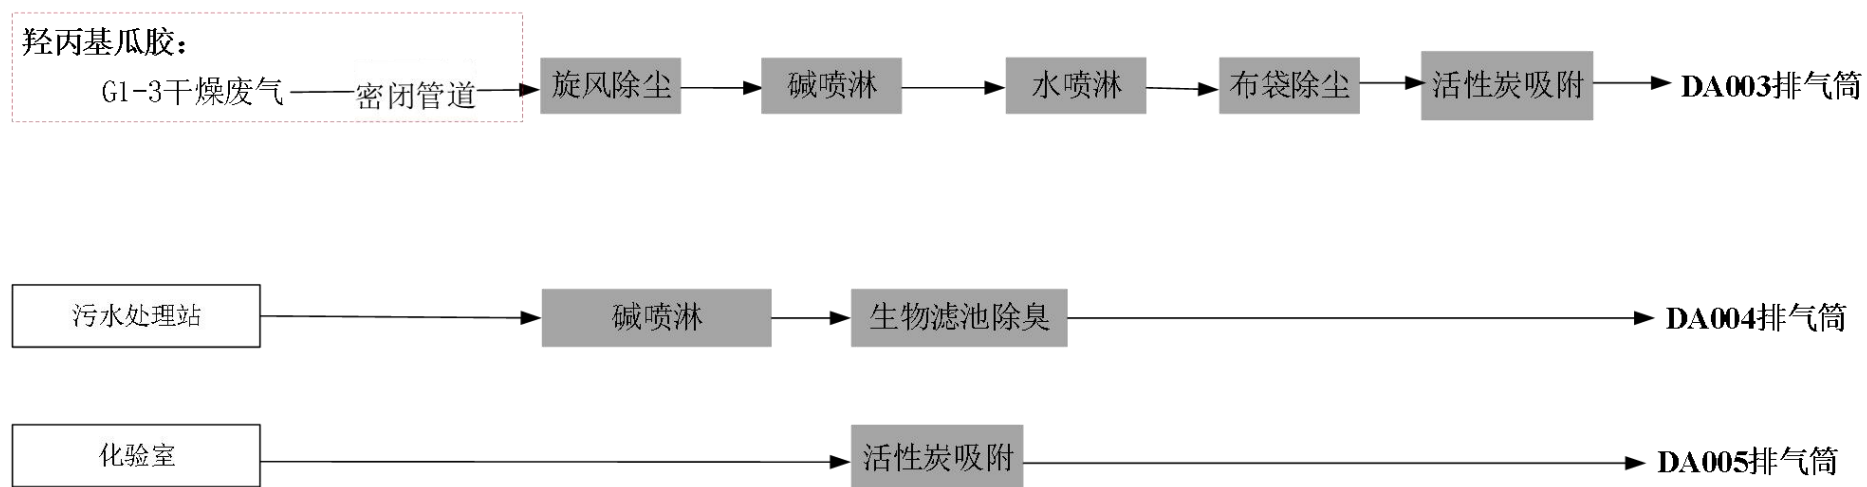 羟丙基瓜胶：
G1-3干燥废气 密闭管道 旋风除尘 碱喷淋 水喷淋 布袋除尘 活性炭吸附 DA003排气筒
污水处理站 碱喷淋 生物滤池除臭 DA004排气筒
化验室 活性炭吸附 DA005排气筒